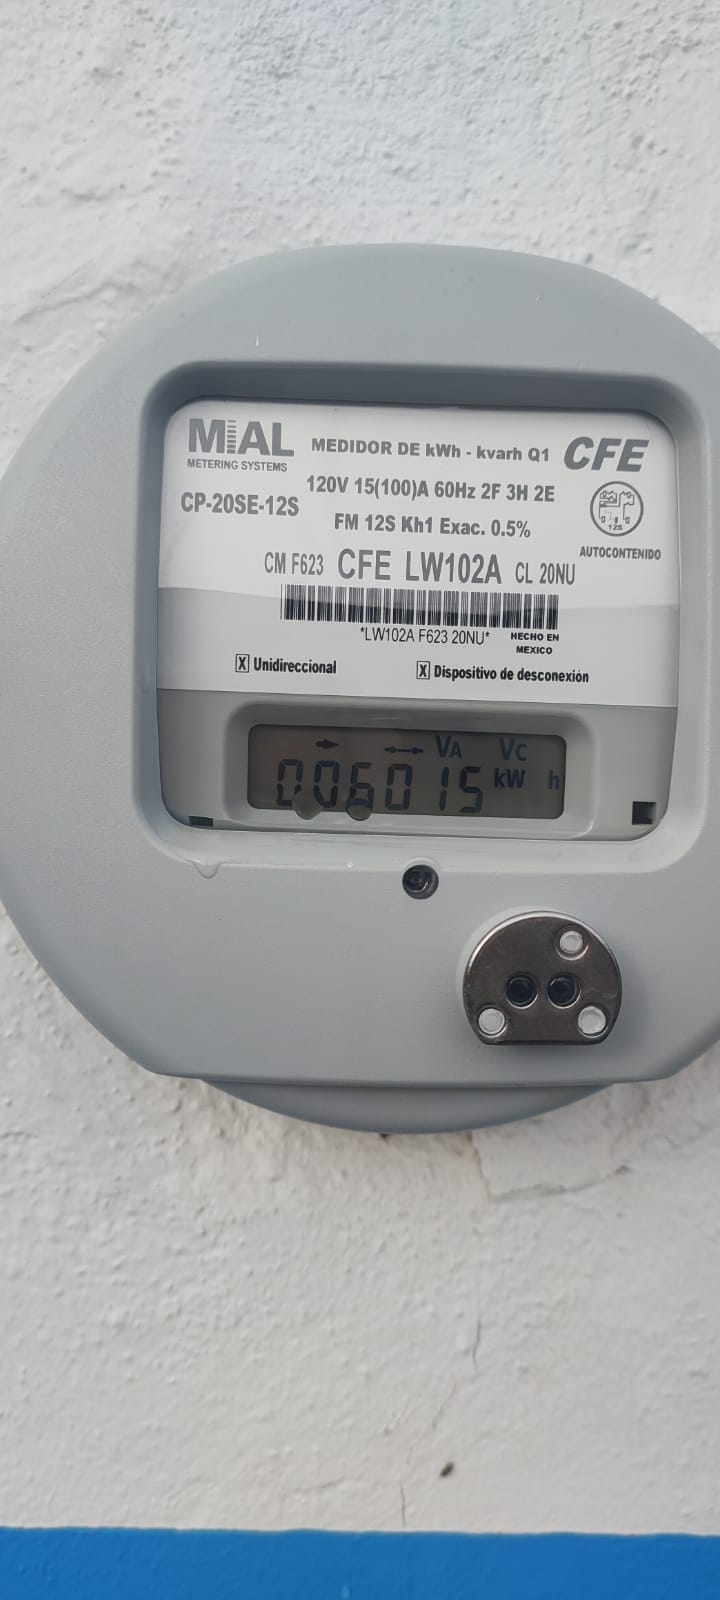 MIAL
METERING SYSTEMS
MEDIDOR DE kWh - kvarh Q1
CFE
CP-20SE-12S
120V 15(100)A 60Hz 2F 3H 2E
FM 12S Kh1 Exac. 0.5%
12S
AUTOCONTENIDO
CM F623 CFE LW102A CL 20NU
*LW102A F623 20NU*
HECHO EN
MEXICO
X Unidireccional
X Dispositivo de desconexión
VA VC
006015 kW h